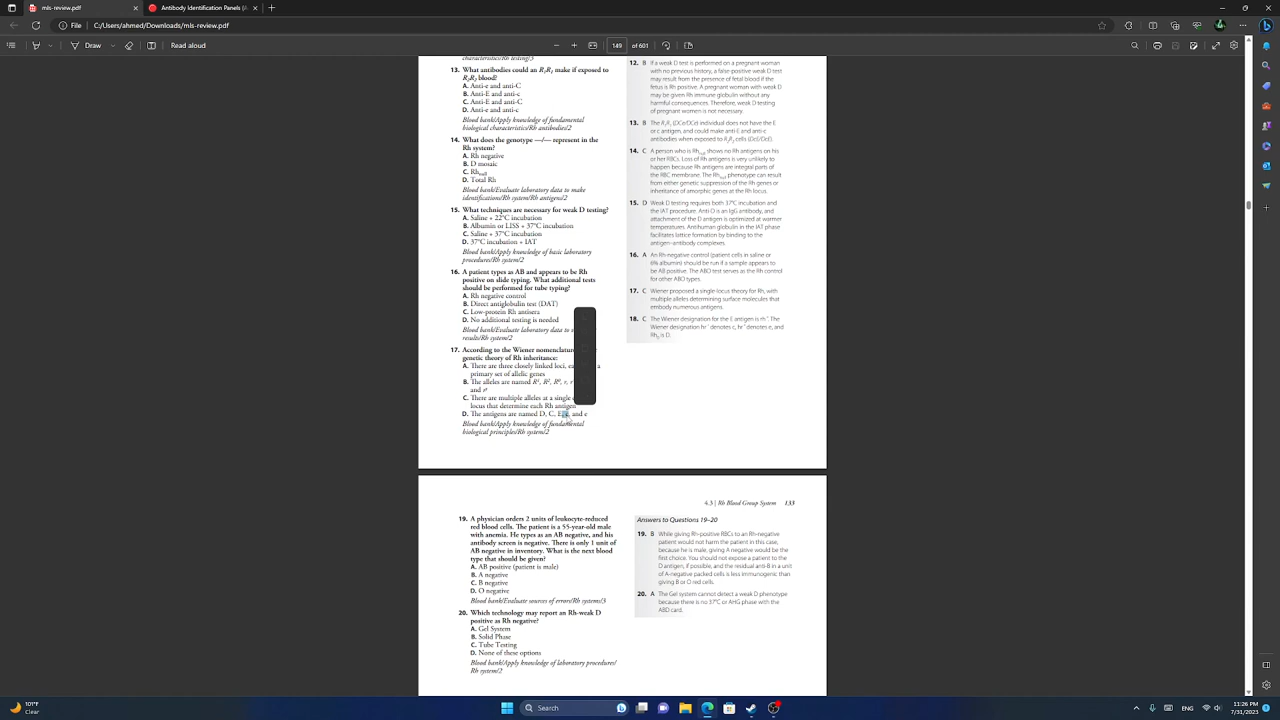 mls-review.pdf
Antibody Identification Panels (A
File | C:/Users/Ahmed/Downloads/mls-review.pdf
Draw
Read aloud
149 of 601
characteristics/Rh testing/3
13. What antibodies could an R1R1 make if exposed to
R2R2 blood?
A. Anti-e and anti-C
B. Anti-E and anti-c
C. Anti-E and anti-C
D. Anti-e and anti-c
Blood bank/Apply knowledge of fundamental
biological characteristics/Rh antibodies/2
14. What does the genotype —/— represent in the
Rh system?
A. Rh negative
B. D mosaic
C. Rhnull
D. Total Rh
Blood bank/Evaluate laboratory data to make
identifications/Rh system/Rh antigens/2
15. What techniques are necessary for weak D testing?
A. Saline + 22°C incubation
B. Albumin or LISS + 37°C incubation
C. Saline + 37°C incubation
D. 37°C incubation + IAT
Blood bank/Apply knowledge of basic laboratory
procedures/Rh system/2
16. A patient types as AB and appears to be Rh
positive on slide typing. What additional tests
should be performed for tube typing?
A. Rh negative control
B. Direct antiglobulin test (DAT)
C. Low-protein Rh antisera
D. No additional testing is needed
Blood bank/Evaluate laboratory data to
results/Rh system/2
17. According to the Wiener nomenclature
genetic theory of Rh inheritance:
A. There are three closely linked loci, ea a
primary set of allelic genes
B. The alleles are named R¹, R², R⁰, r, r
and rʸ
C. There are multiple alleles at a single
locus that determine each Rh antigen
D. The antigens are named D, C, E, c, and e
Blood bank/Apply knowledge of fundamental
biological principles/Rh system/2
12. B If a weak D test is performed on a pregnant woman
with no previous history, a false-positive weak D test
may result from the presence of fetal blood if the
fetus is Rh positive. A pregnant woman with weak D
may be given Rh immune globulin without any
harmful consequences. Therefore, weak D testing
of pregnant women is not necessary.
13. B The R1R1 (DCe/DCe) individual does not have the E
or c antigen, and could make anti-E and anti-c
antibodies when exposed to R2R2 cells (DcE/DcE).
14. C A person who is Rhnull shows no Rh antigens on his
or her RBCs. Loss of Rh antigens is very unlikely to
happen because Rh antigens are integral parts of
the RBC membrane. The Rhnull phenotype can result
from either genetic suppression of the Rh genes or
inheritance of amorphic genes at the Rh locus.
15. D Weak D testing requires both 37°C incubation and
the IAT procedure. Anti-D is an IgG antibody, and
attachment of the D antigen is optimized at warmer
temperatures. Antihuman globulin in the IAT phase
facilitates lattice formation by binding to the
antigen–antibody complexes.
16. A An Rh-negative control (patient cells in saline or
6% albumin) should be run if a sample appears to
be AB positive. The ABO test serves as the Rh control
for other ABO types.
17. C Wiener proposed a single-locus theory for Rh, with
multiple alleles determining surface molecules that
embody numerous antigens.
18. C The Wiener designation for the E antigen is rh″. The
Wiener designation hr′ denotes c, hr″ denotes e, and
Rh0 is D.
4.3 | Rh Blood Group System 133
19. A physician orders 2 units of leukocyte-reduced
red blood cells. The patient is a 55-year-old male
with anemia. He types as an AB negative, and his
antibody screen is negative. There is only 1 unit of
AB negative in inventory. What is the next blood
type that should be given?
A. AB positive (patient is male)
B. A negative
C. B negative
D. O negative
Blood bank/Evaluate sources of errors/Rh systems/3
20. Which technology may report an Rh-weak D
positive as Rh negative?
A. Gel System
B. Solid Phase
C. Tube Testing
D. None of these options
Blood bank/Apply knowledge of laboratory procedures/
Rh system/2
Answers to Questions 19–20
19. B While giving Rh-positive RBCs to an Rh-negative
patient would not harm the patient in this case,
because he is male, giving A negative would be the
first choice. You should not expose a patient to the
D antigen, if possible, and the residual anti-B in a unit
of A-negative packed cells is less immunogenic than
giving B or O red cells.
20. A The Gel system cannot detect a weak D phenotype
because there is no 37°C or AHG phase with the
ABD card.
101°F
Clear
Search
11:26 PM
7/31/2023